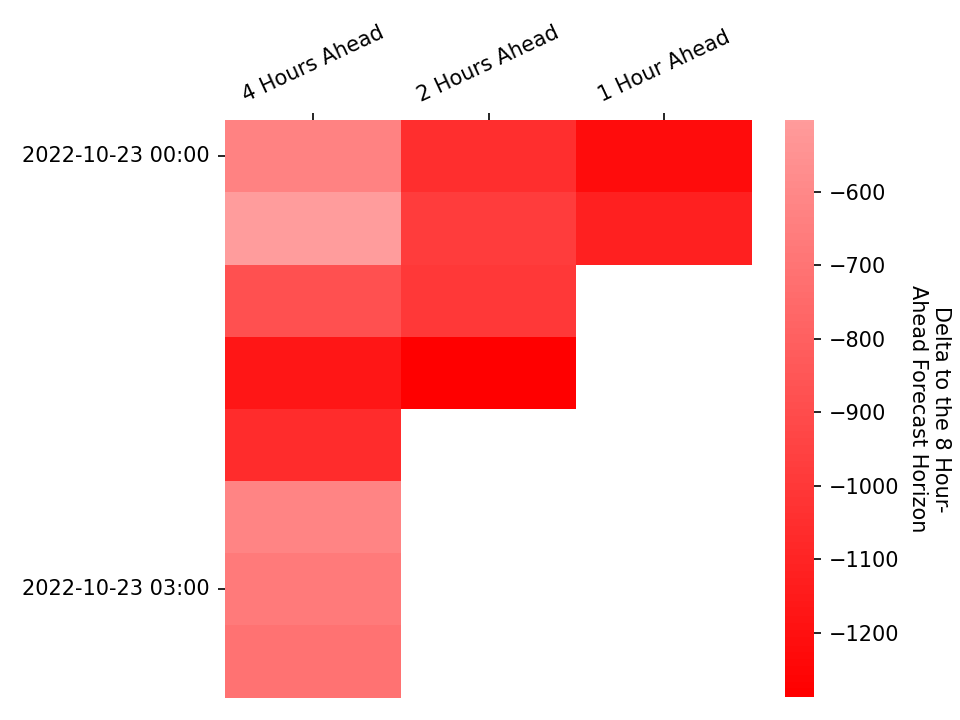 4 Hours Ahead
2 Hours Ahead
1 Hour Ahead
2022-10-23 00:00
2022-10-23 03:00
−600
−700
−800
−900
−1000
−1100
−1200
Delta to the 8 Hour-
Ahead Forecast Horizon